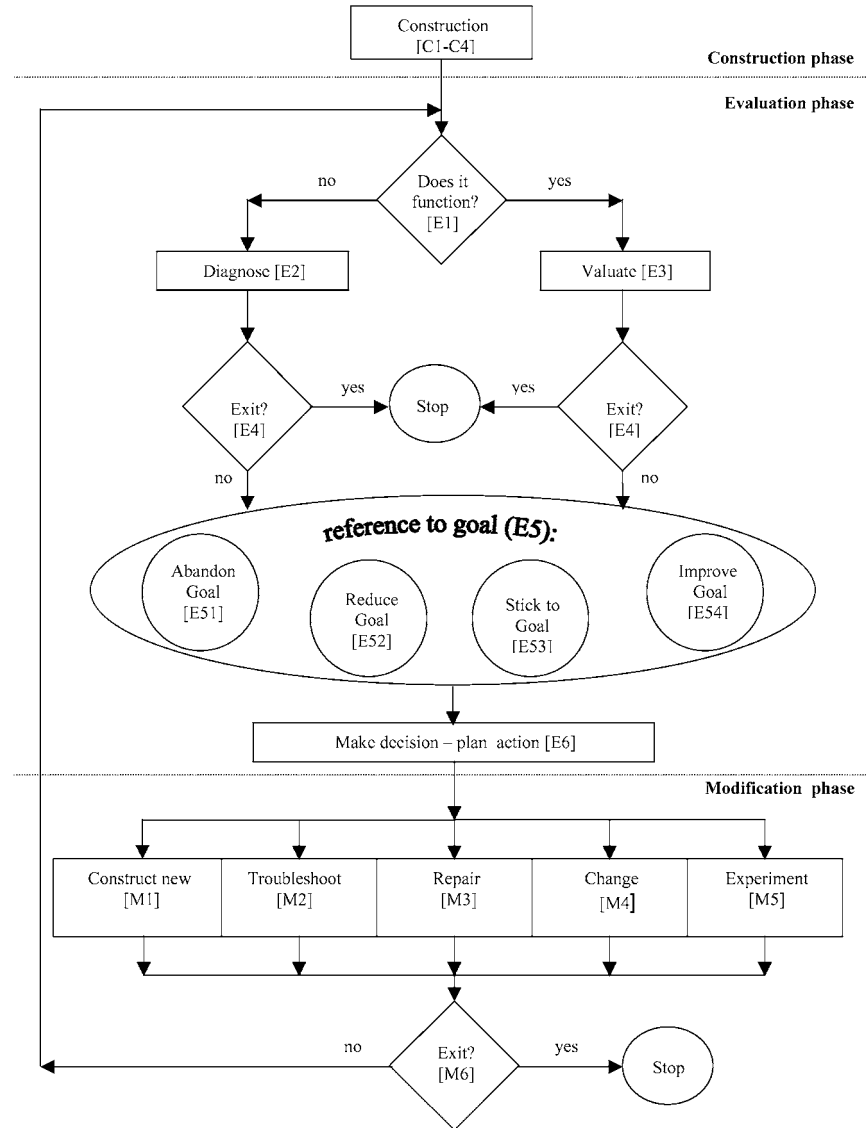 Construction
[C1-C4]
Construction phase
Evaluation phase
no
Does it
function?
[E1]
yes
Diagnose [E2]
Valuate [E3]
Exit?
[E4]
yes
Stop
yes
Exit?
[E4]
no
no
reference to goal (E5):
Abandon
Goal
[E51]
Reduce
Goal
[E52]
Stick to
Goal
[E53]
Improve
Goal
[E54]
Make decision – plan action [E6]
Modification phase
Construct new
[M1]
Troubleshoot
[M2]
Repair
[M3]
Change
[M4]
Experiment
[M5]
no
Exit?
[M6]
yes
Stop